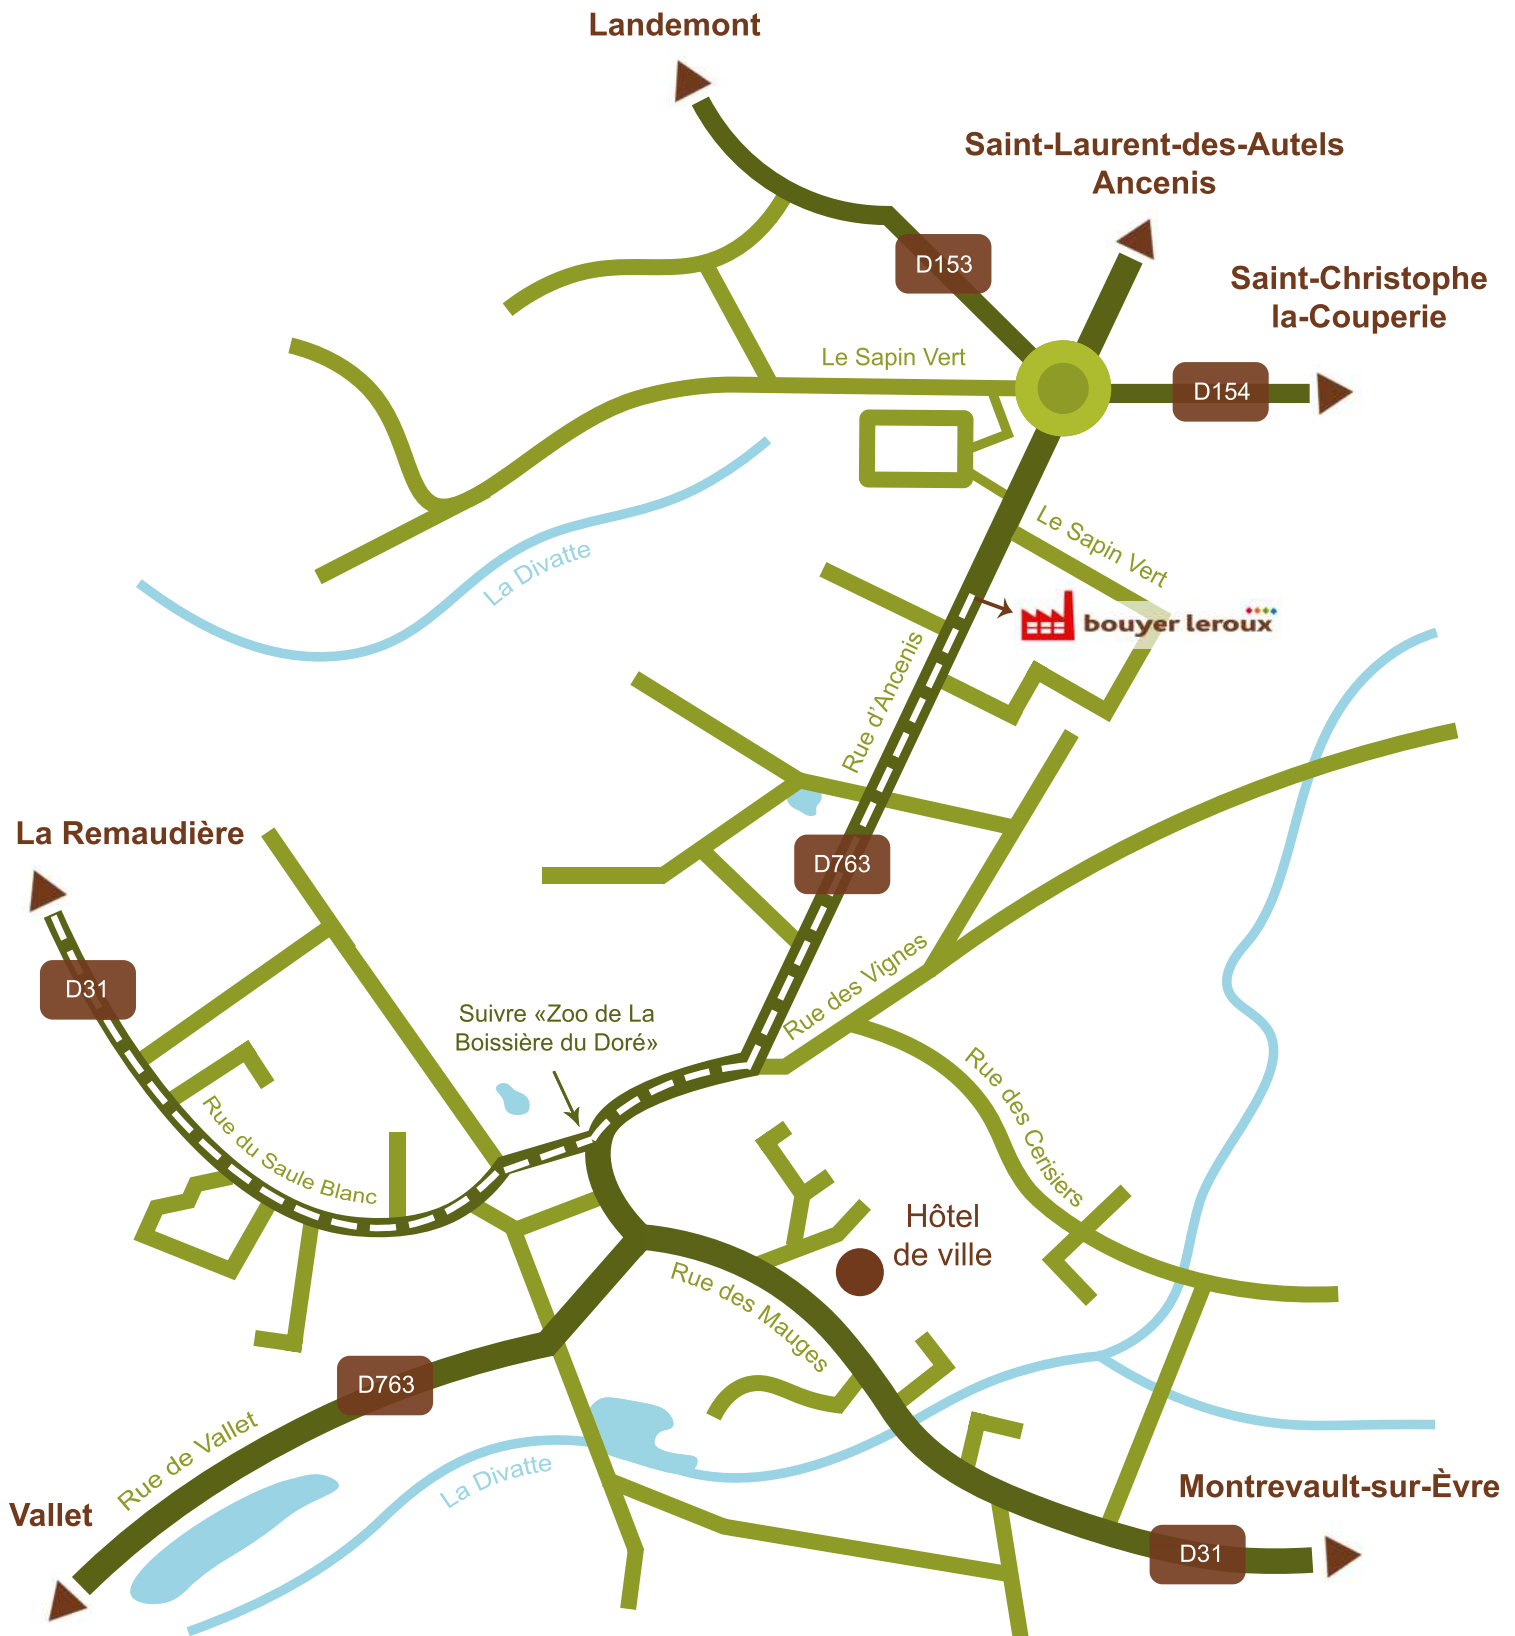 Landemont
Saint-Laurent-des-Autels
Ancenis
D153
Saint-Christophe
la-Couperie
Le Sapin Vert
D154
Le Sapin Vert
La Divatte
bouyer leroux
Rue d'Ancenis
La Remaudière
D763
Rue des Vignes
D31
Suivre «Zoo de La
Boissière du Doré»
Rue des Cerisiers
Rue du Saule Blanc
Hôtel
de ville
Rue des Mauges
D763
Rue de Vallet
La Divatte
Montrevault-sur-Èvre
Vallet
D31